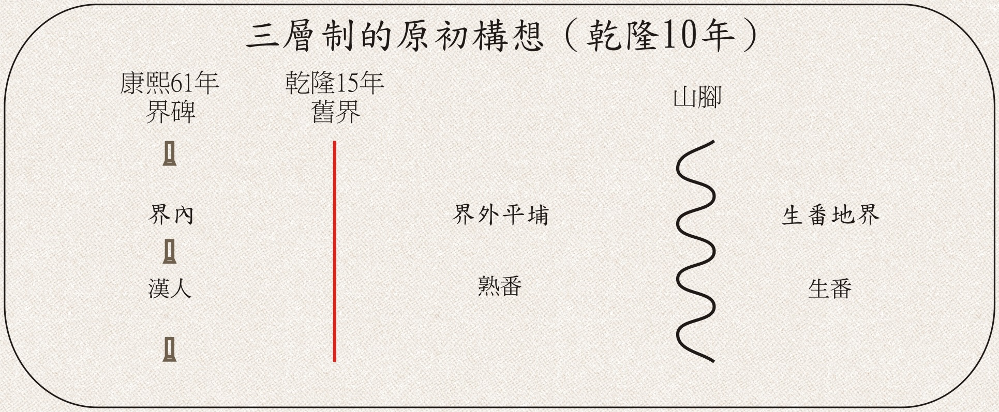 三層制的原初構想（乾隆10年）
康熙61年
界碑
乾隆15年
舊界
山腳
界內
界外平埔
生番地界
漢人
熟番
生番